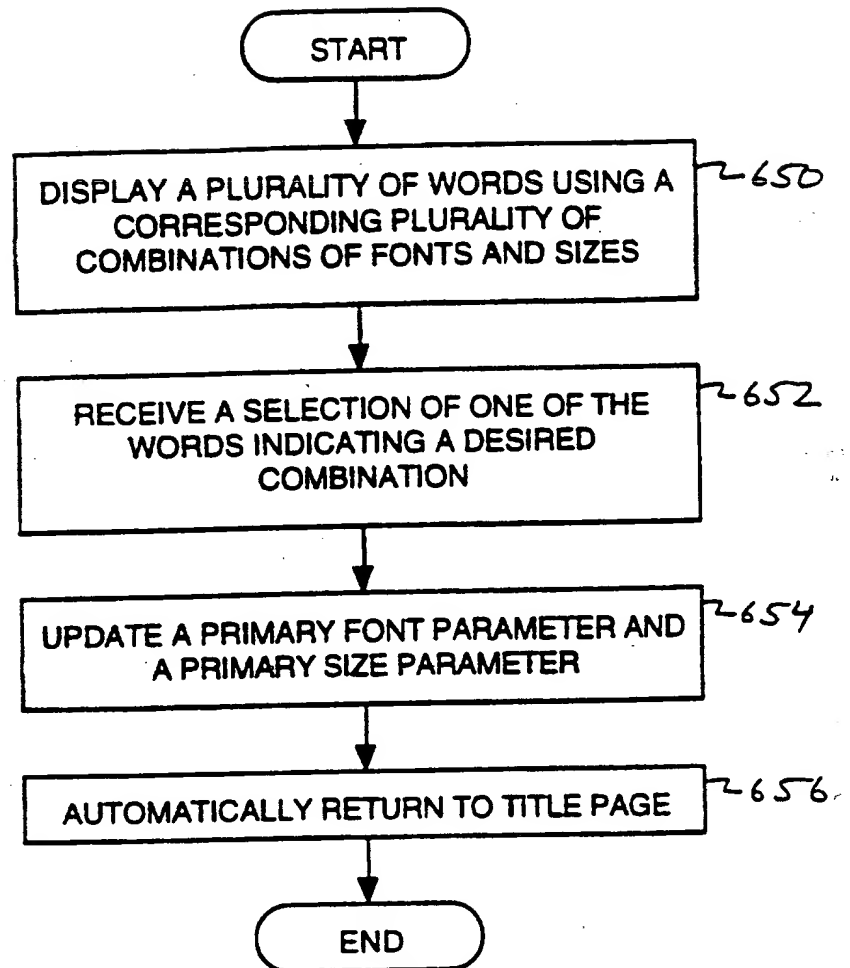 START
DISPLAY A PLURALITY OF WORDS USING A
CORRESPONDING PLURALITY OF
COMBINATIONS OF FONTS AND SIZES
650
RECEIVE A SELECTION OF ONE OF THE
WORDS INDICATING A DESIRED
COMBINATION
652
UPDATE A PRIMARY FONT PARAMETER AND
A PRIMARY SIZE PARAMETER
654
AUTOMATICALLY RETURN TO TITLE PAGE
656
END